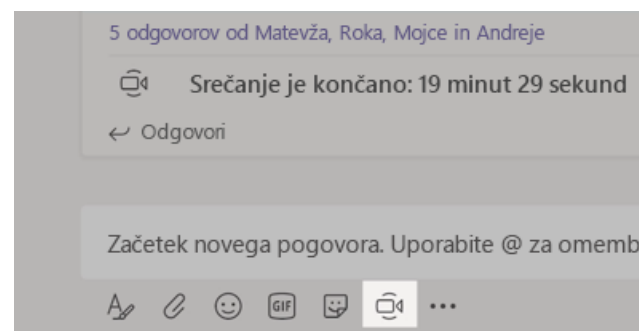 5 odgovorov od Matevža, Roka, Mojce in Andreje
Srečanje je končano: 19 minut 29 sekund
Odgovori
Začetek novega pogovora. Uporabite @ za omemb
GIF